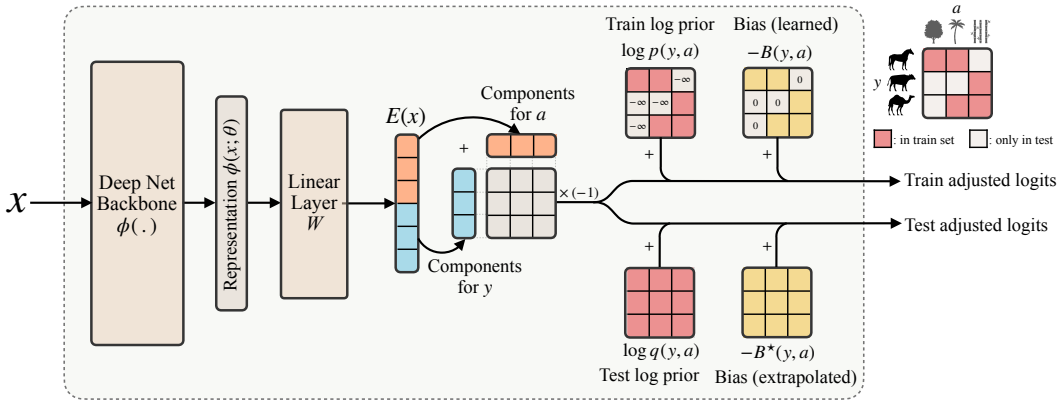 x
Deep Net
Backbone
ϕ(.)
Representation ϕ(x;θ)
Linear
Layer
W
E(x)
Components
for a
+
Components
for y
×(−1)
Train log prior
log p(y,a)
−∞
−∞ −∞
−∞
+
Bias (learned)
−B(y,a)
0
0 0
0
+
Train adjusted logits
Test adjusted logits
+
log q(y,a)
Test log prior
+
−B★(y,a)
Bias (extrapolated)
a
y
: in train set
: only in test